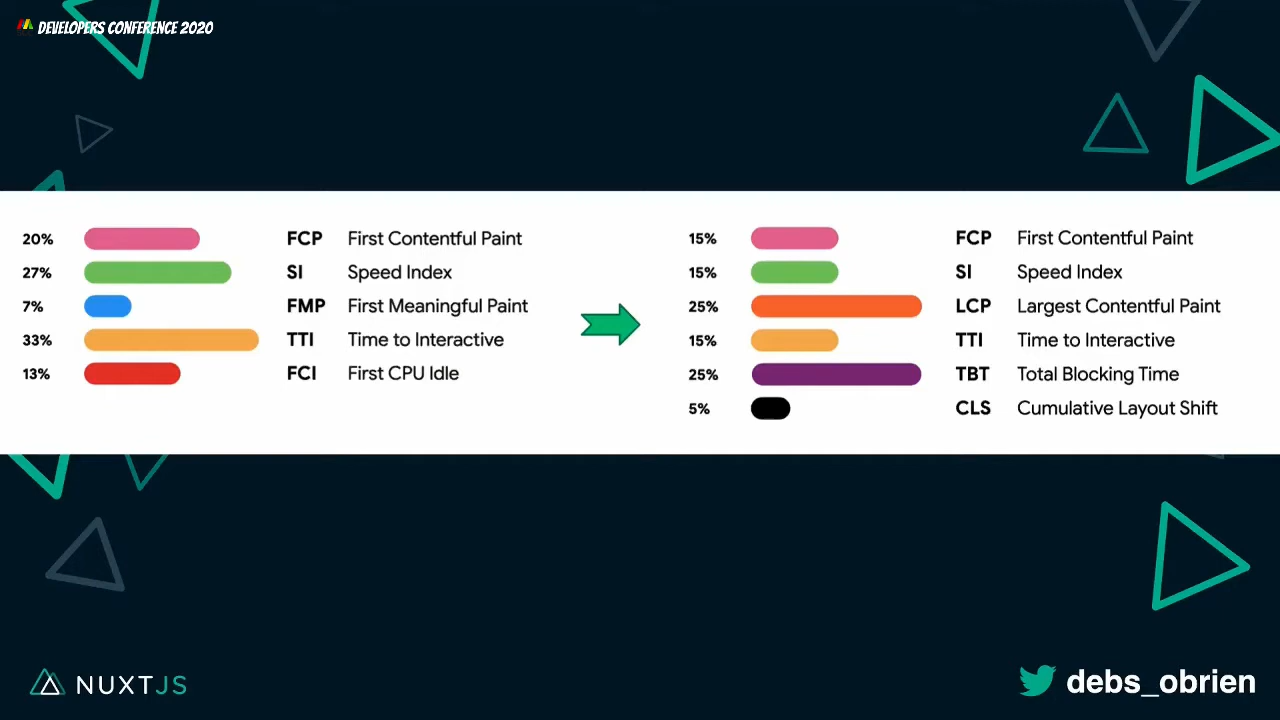 DEVELOPERS CONFERENCE 2020
20% FCP First Contentful Paint
27% SI Speed Index
7% FMP First Meaningful Paint
33% TTI Time to Interactive
13% FCI First CPU Idle
15% FCP First Contentful Paint
15% SI Speed Index
25% LCP Largest Contentful Paint
15% TTI Time to Interactive
25% TBT Total Blocking Time
5% CLS Cumulative Layout Shift
NUXTJS
debs_obrien